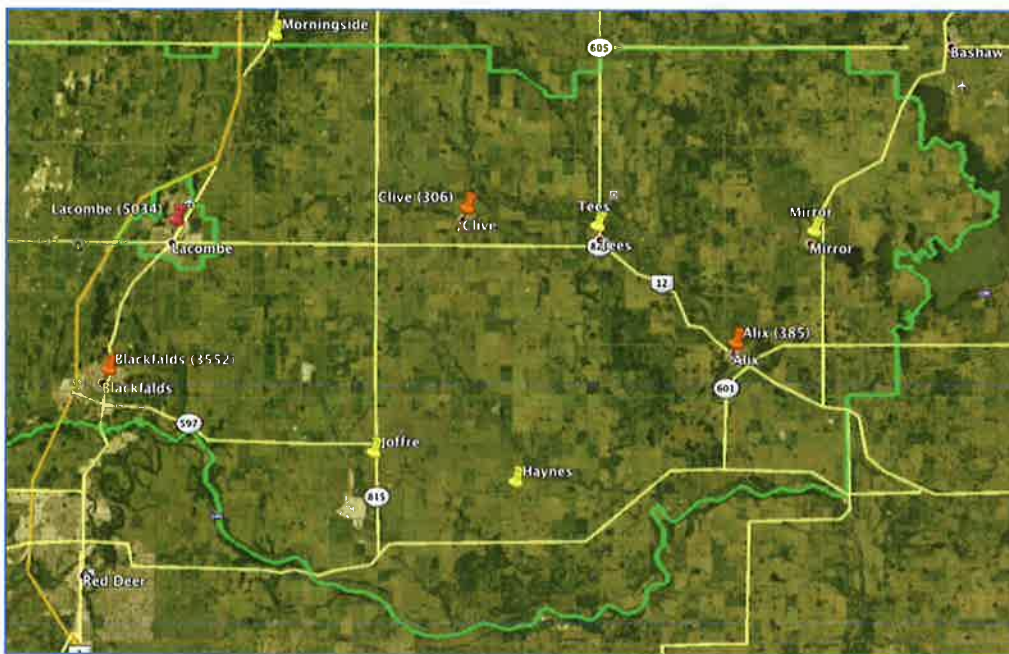 Morningside
605
Bashaw
Lacombe (5034)
Clive (306)
Clive
Tees
Mirror
Lacombe
Tees
Mirror
12
Alix (385)
Alix
Blackfalds (3552)
Blackfalds
601
597
Joffre
Haynes
815
Red Deer